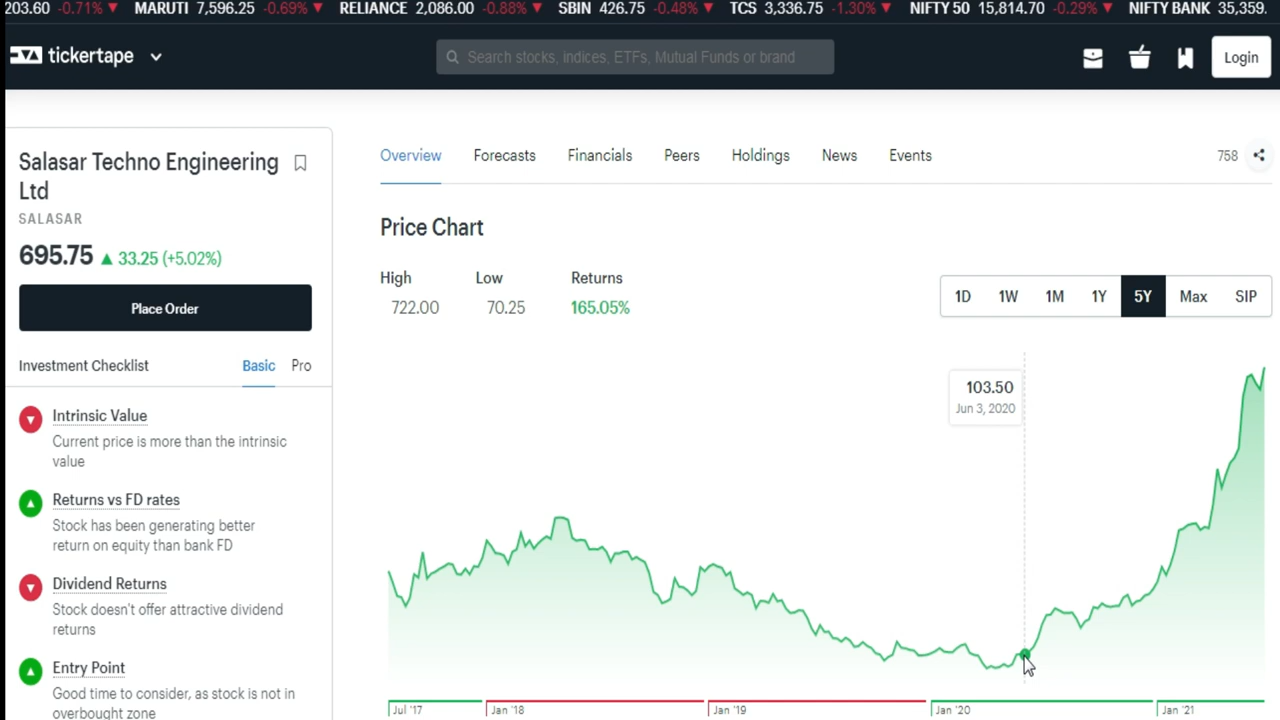 203.60 -0.71% ▼ MARUTI 7,596.25 -0.69% ▼ RELIANCE 2,086.00 -0.88% ▼ SBIN 426.75 -0.48% ▼ TCS 3,336.75 -1.30% ▼ NIFTY 50 15,814.70 -0.29% ▼ NIFTY BANK 35,359.
tickertape
Search stocks, indices, ETFs, Mutual Funds or brand
Login
Salasar Techno Engineering
Ltd
SALASAR
695.75 ▲ 33.25 (+5.02%)
Place Order
Investment Checklist Basic Pro
Intrinsic Value
Current price is more than the intrinsic
value
Returns vs FD rates
Stock has been generating better
return on equity than bank FD
Dividend Returns
Stock doesn't offer attractive dividend
returns
Entry Point
Good time to consider, as stock is not in
overbought zone
Overview Forecasts Financials Peers Holdings News Events 758
Price Chart
High Low Returns
722.00 70.25 165.05%
1D 1W 1M 1Y 5Y Max SIP
103.50
Jun 3, 2020
Jul '17 Jan '18 Jan '19 Jan '20 Jan '21